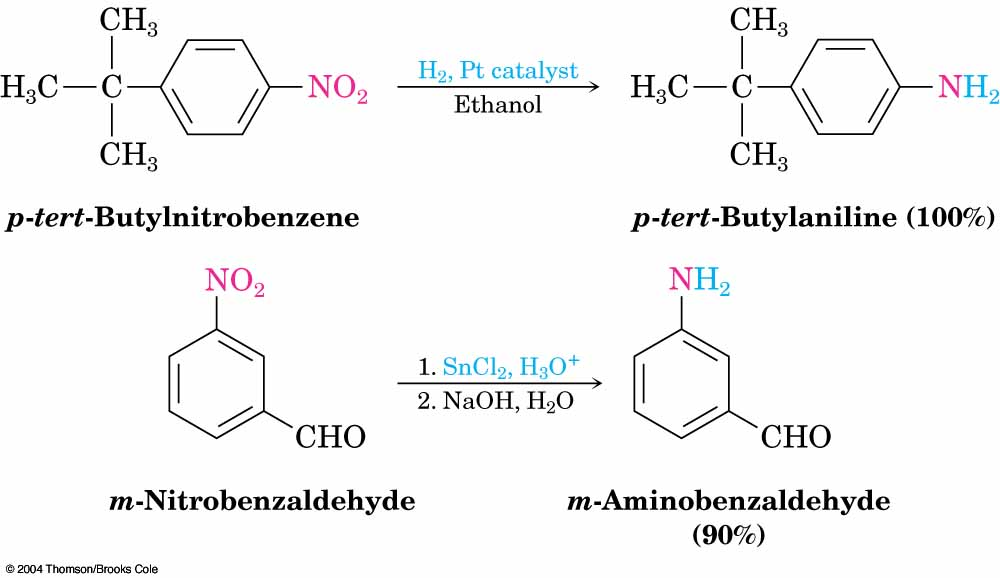 CH₃
H₃C C NO₂
CH₃
H₂, Pt catalyst
Ethanol
CH₃
H₃C C NH₂
CH₃
p-tert-Butylnitrobenzene
p-tert-Butylaniline (100%)
NO₂
CHO
1. SnCl₂, H₃O⁺
2. NaOH, H₂O
NH₂
CHO
m-Nitrobenzaldehyde
m-Aminobenzaldehyde
(90%)
© 2004 Thomson/Brooks Cole